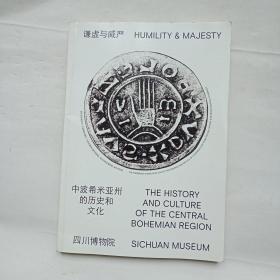 谦虚与威严
HUMILITY & MAJESTY
中波希米亚州
的历史和
文化
THE HISTORY
AND CULTURE
OF THE CENTRAL
BOHEMIAN REGION
四川博物院
SICHUAN MUSEUM